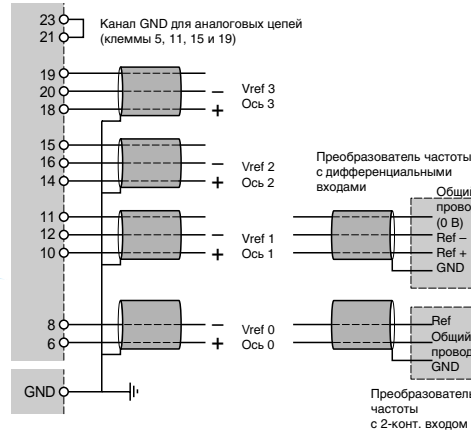 23
Канал GND для аналоговых цепей
21
(клеммы 5, 11, 15 и 19)
19
20 – Vref 3
18 + Ось 3
15
16 – Vref 2
14 + Ось 2
Преобразователь частоты
с дифференциальными
входами
11
12 – Vref 1
10 + Ось 1
(0 В)
Ref –
Ref +
GND
8 – Vref 0
6 + Ось 0
Ref
Общий
провод
GND
GND
Преобразователь
частоты
с 2-конт. входом